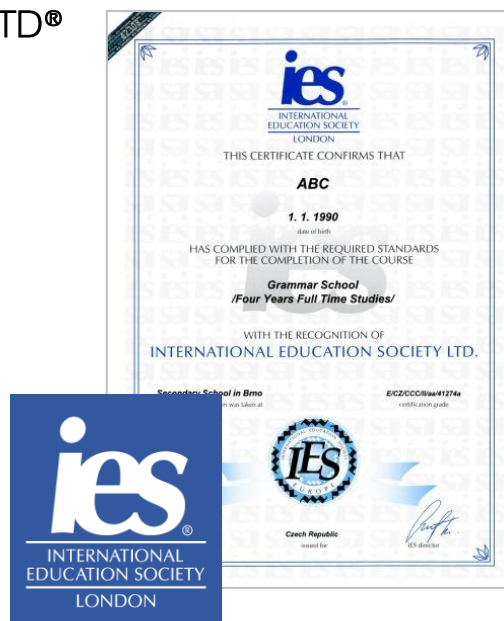 TD®
ies®
INTERNATIONAL
EDUCATION SOCIETY
LONDON
THIS CERTIFICATE CONFIRMS THAT
ABC
1. 1. 1990
date of birth
HAS COMPLIED WITH THE REQUIRED STANDARDS
FOR THE COMPLETION OF THE COURSE
Grammar School
/Four Years Full Time Studies/
WITH THE RECOGNITION OF
INTERNATIONAL EDUCATION SOCIETY LTD.
Secondary School in Brno
was taken at
E/CZ/CCC/II/aa/41274a
certification grade
IES
EUROPE
Czech Republic
issued for
IES director
ies®
INTERNATIONAL
EDUCATION SOCIETY
LONDON